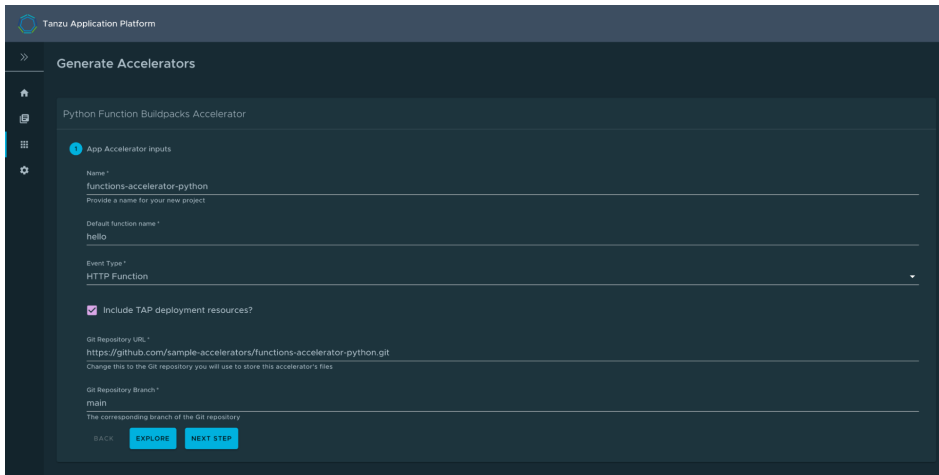 Tanzu Application Platform
Generate Accelerators
Python Function Buildpacks Accelerator
1 App Accelerator inputs
Name *
functions-accelerator-python
Provide a name for your new project
Default function name *
hello
Event Type *
HTTP Function
Include TAP deployment resources?
Git Repository URL *
https://github.com/sample-accelerators/functions-accelerator-python.git
Change this to the Git repository you will use to store this accelerator's files
Git Repository Branch *
main
The corresponding branch of the Git repository
BACK EXPLORE NEXT STEP